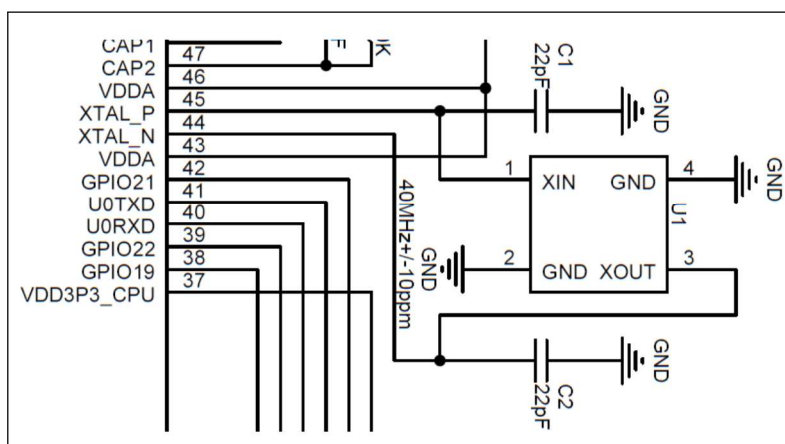 CAP1
47
CAP2
46
VDDA
45
XTAL_P
44
XTAL_N
43
VDDA
42
GPIO21
41
U0TXD
40
U0RXD
39
GPIO22
38
GPIO19
37
VDD3P3_CPU
F
0K
C1
22pF
GND
1
XIN
GND
4
GND
U1
40MHz+/-10ppm
GND
2
GND
XOUT
3
C2
22pF
GND